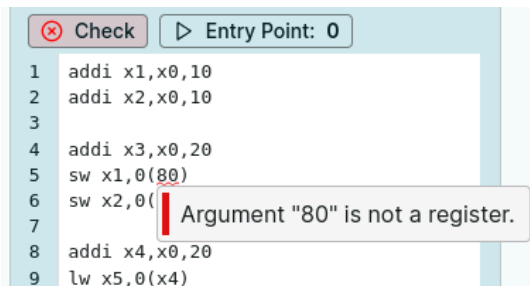 Check Entry Point: 0
1 addi x1,x0,10
2 addi x2,x0,10
3
4 addi x3,x0,20
5 sw x1,0(80)
6 sw x2,0(
Argument "80" is not a register.
7
8 addi x4,x0,20
9 lw x5,0(x4)